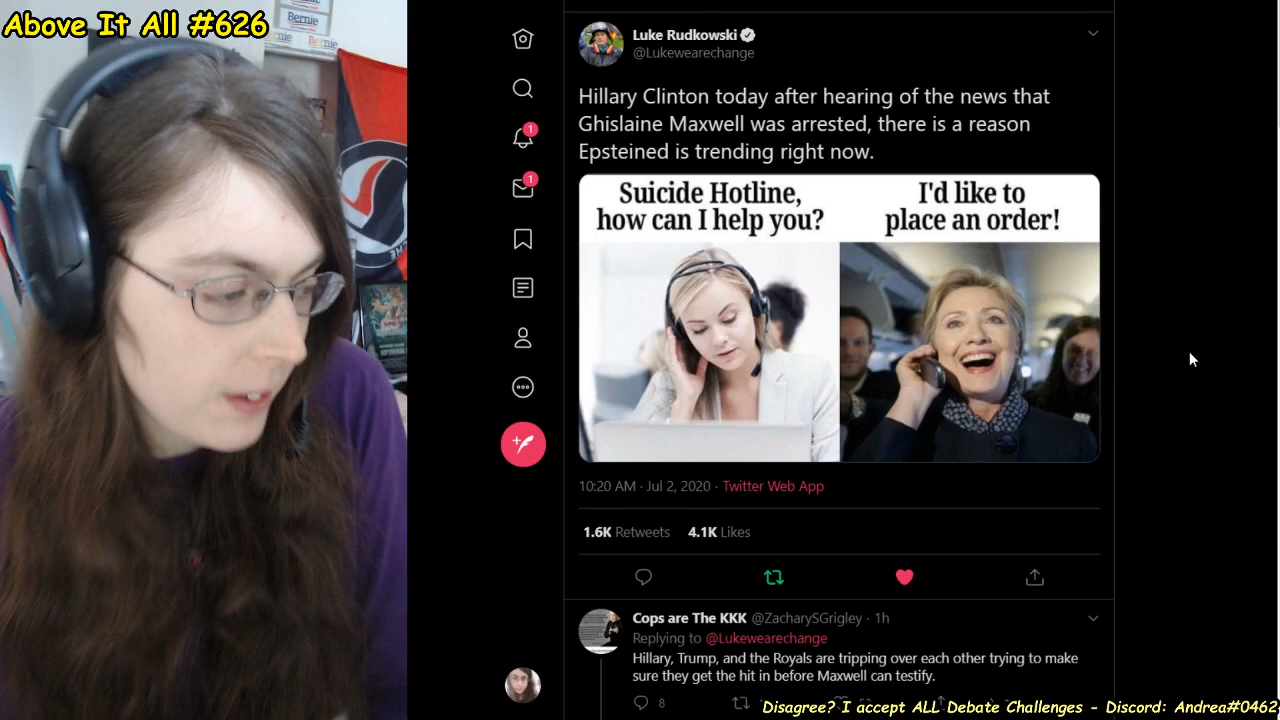 Above It All #626
Bernie
Bernie
Luke Rudkowski
@Lukewearechange
Hillary Clinton today after hearing of the news that
Ghislaine Maxwell was arrested, there is a reason
Epsteined is trending right now.
Suicide Hotline,
how can I help you?
I'd like to
place an order!
10:20 AM · Jul 2, 2020 · Twitter Web App
1.6K Retweets 4.1K Likes
Cops are The KKK @ZacharySGrigley · 1h
Replying to @Lukewearechange
Hillary, Trump, and the Royals are tripping over each other trying to make
sure they get the hit in before Maxwell can testify.
8
1
1
Disagree? I accept ALL Debate Challenges - Discord: Andrea#0462